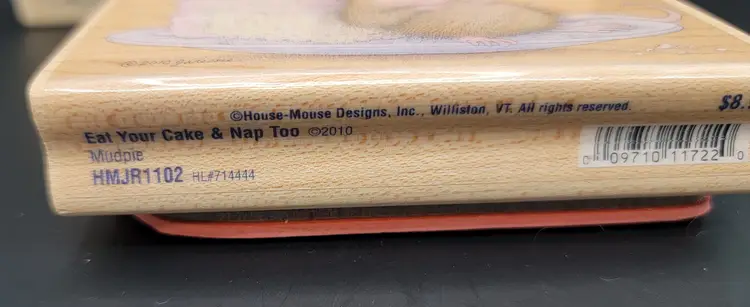 ©House-Mouse Designs, Inc., Williston, VT. All rights reserved.
$8.
Eat Your Cake & Nap Too ©2010
Mudpie
HMJR1102 HL#714444
0 09710 11722 0